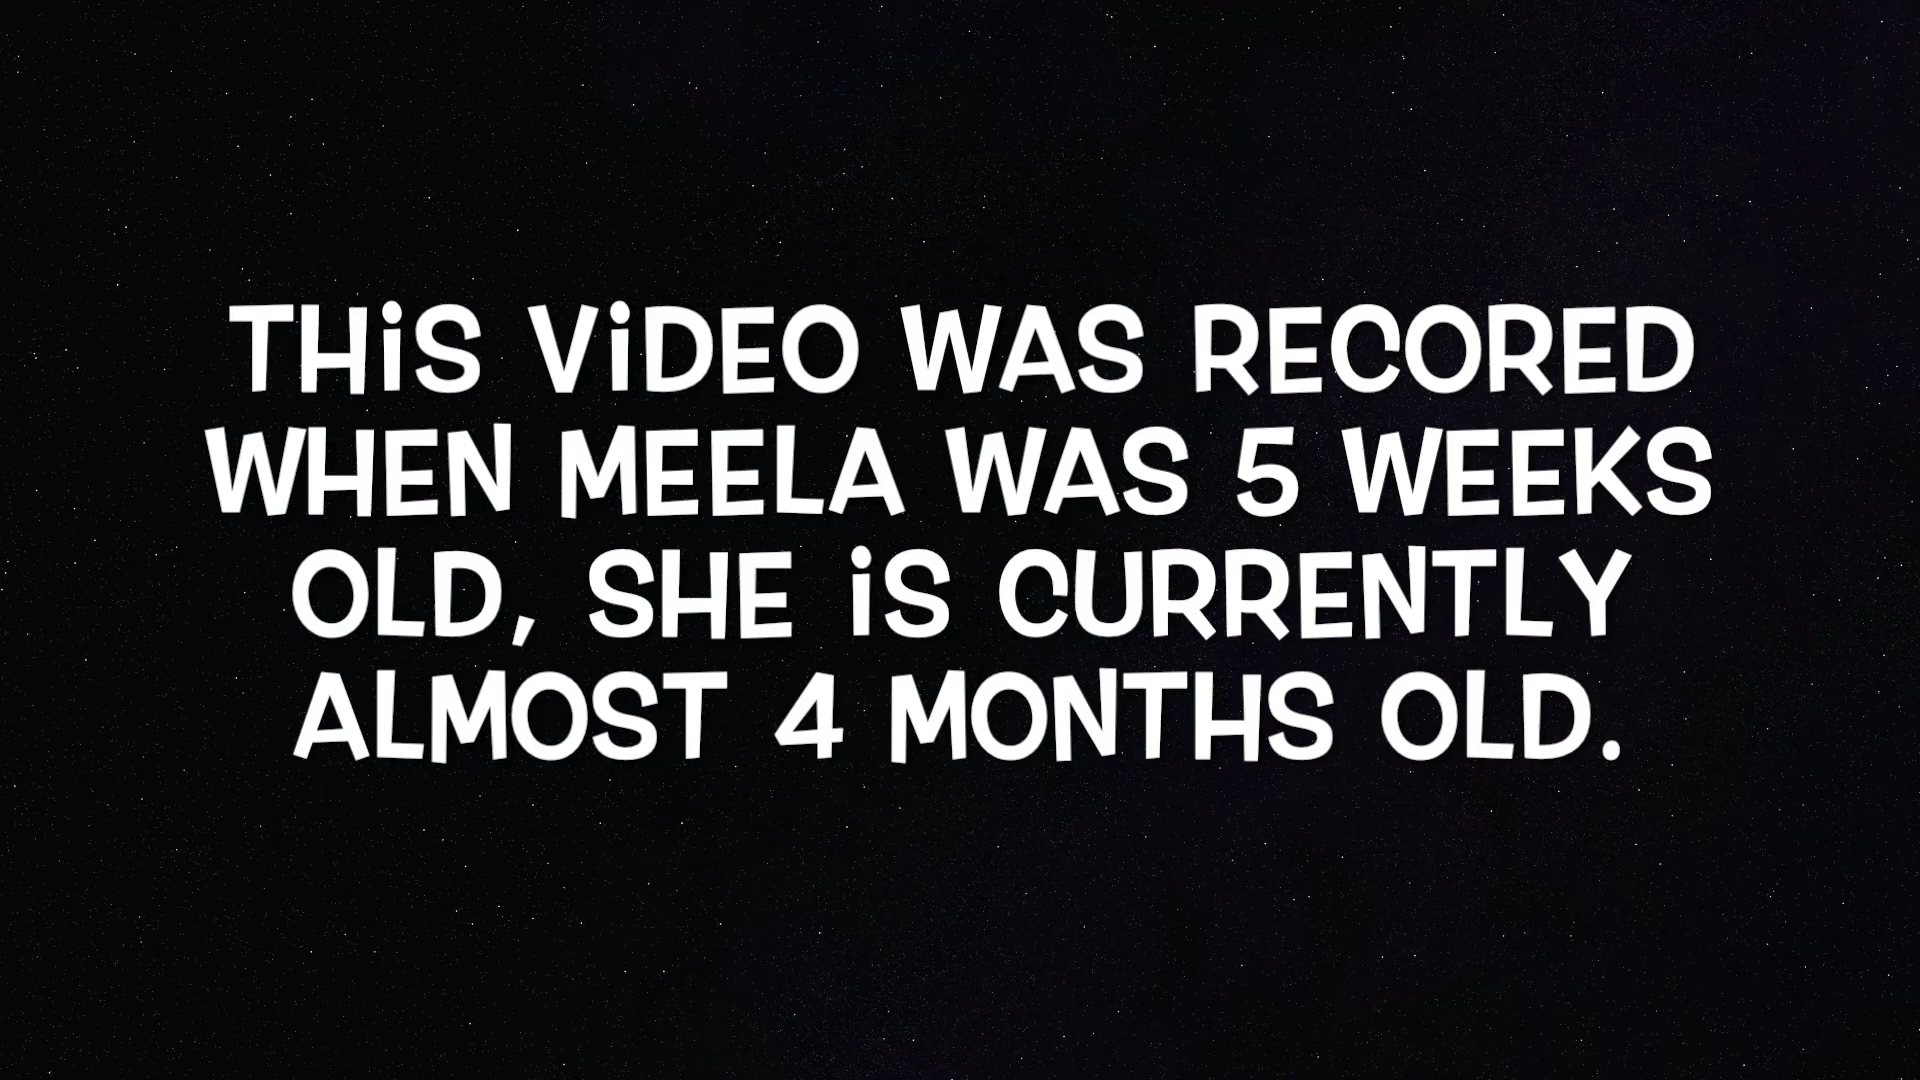 THiS ViDEO WAS RECORED
WHEN MEELA WAS 5 WEEKS
OLD, SHE iS CURRENTLY
ALMOST 4 MONTHS OLD.